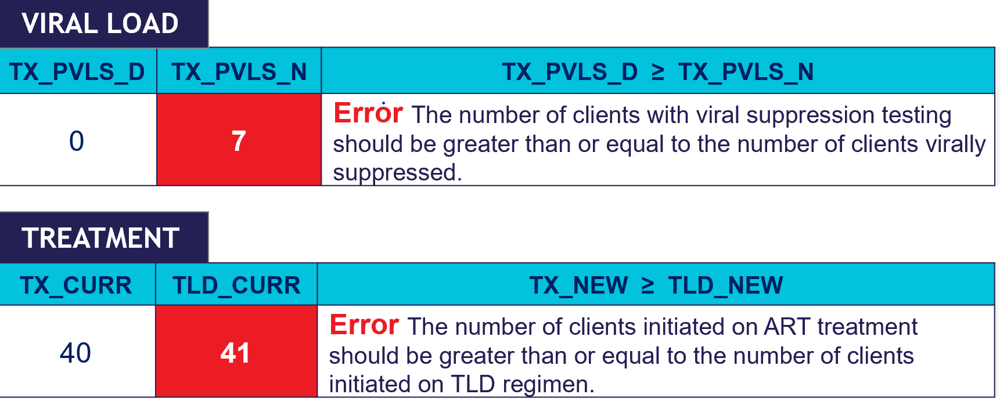 VIRAL LOAD
TX_PVLS_D TX_PVLS_N TX_PVLS_D ≥ TX_PVLS_N
0 7 Error The number of clients with viral suppression testing
should be greater than or equal to the number of clients virally
suppressed.
TREATMENT
TX_CURR TLD_CURR TX_NEW ≥ TLD_NEW
40 41 Error The number of clients initiated on ART treatment
should be greater than or equal to the number of clients
initiated on TLD regimen.